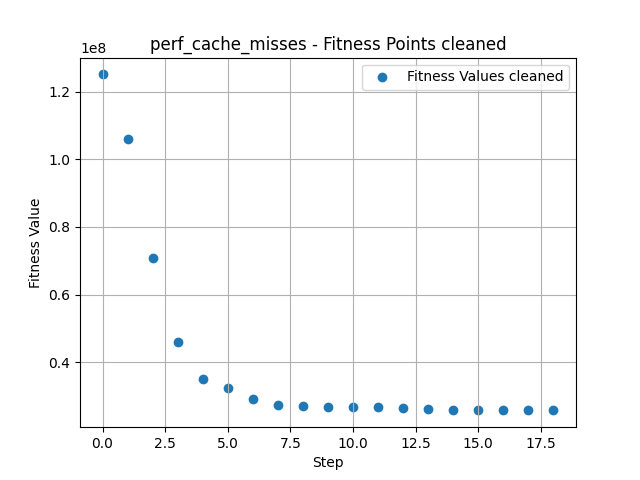 perf_cache_misses - Fitness Points cleaned
1e8
Fitness Values cleaned
1.2
1.0
0.8
0.6
0.4
Fitness Value
0.0 2.5 5.0 7.5 10.0 12.5 15.0 17.5
Step